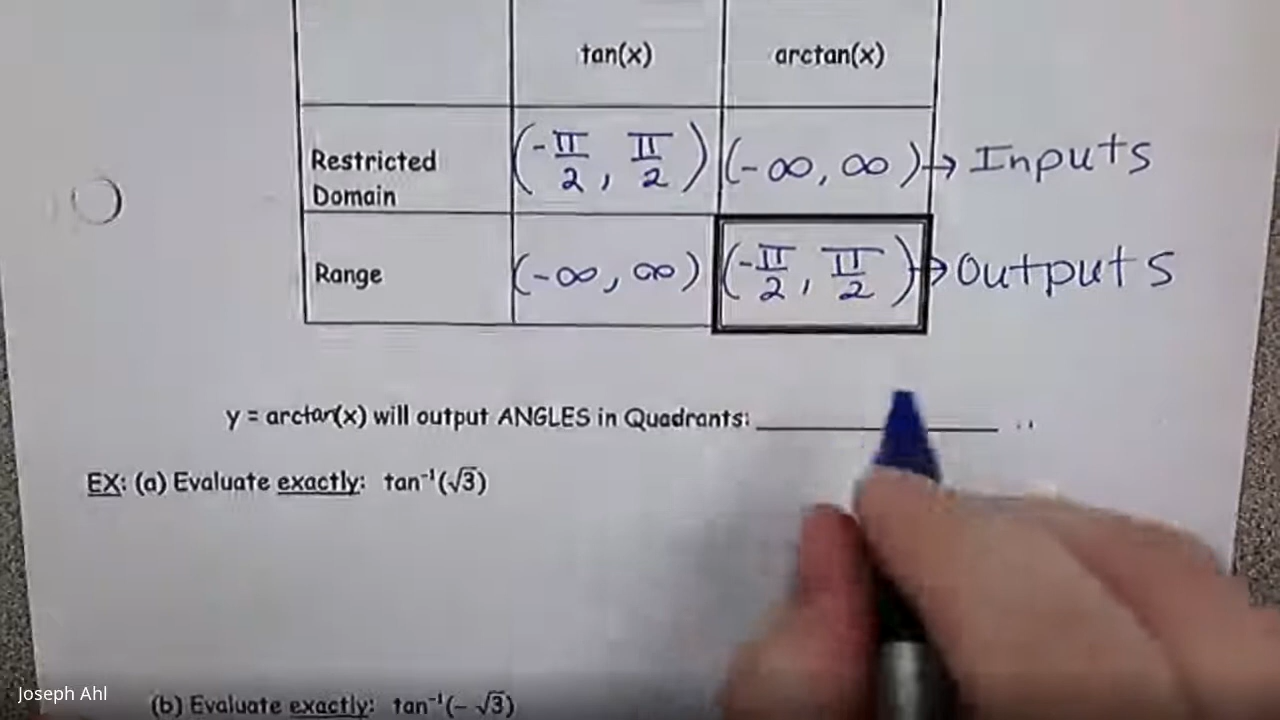 tan(x) arctan(x)
Restricted Domain (-π/2, π/2) (-∞, ∞) → Inputs
Range (-∞, ∞) (-π/2, π/2) → Outputs
y = arctan(x) will output ANGLES in Quadrants: __________
EX: (a) Evaluate exactly: tan⁻¹(√3)
(b) Evaluate exactly: tan⁻¹(- √3)
Joseph Ahl